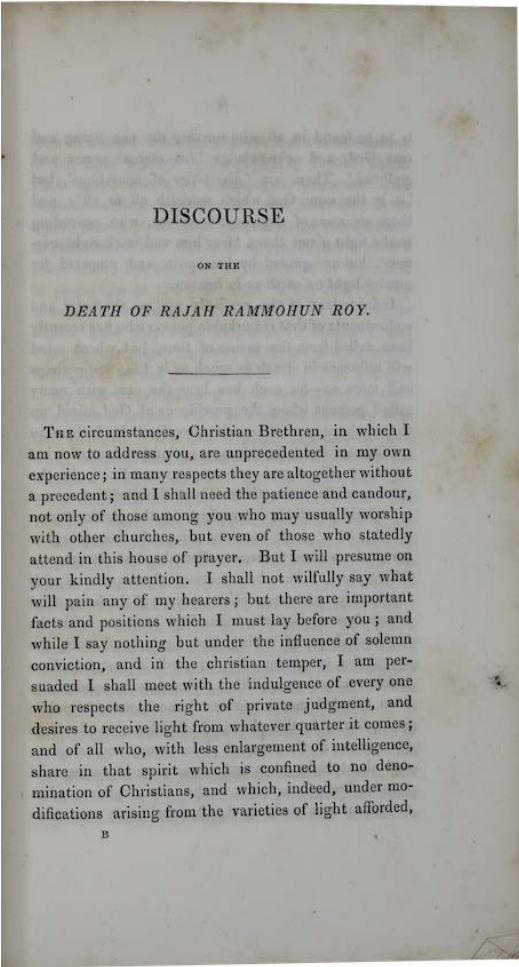 DISCOURSE
ON THE
DEATH OF RAJAH RAMMOHUN ROY.
THE circumstances, Christian Brethren, in which I
am now to address you, are unprecedented in my own
experience; in many respects they are altogether without
a precedent; and I shall need the patience and candour,
not only of those among you who may usually worship
with other churches, but even of those who statedly
attend in this house of prayer. But I will presume on
your kindly attention. I shall not wilfully say what
will pain any of my hearers; but there are important
facts and positions which I must lay before you; and
while I say nothing but under the influence of solemn
conviction, and in the christian temper, I am per-
suaded I shall meet with the indulgence of every one
who respects the right of private judgment, and
desires to receive light from whatever quarter it comes;
and of all who, with less enlargement of intelligence,
share in that spirit which is confined to no deno-
mination of Christians, and which, indeed, under mo-
difications arising from the varieties of light afforded,
B